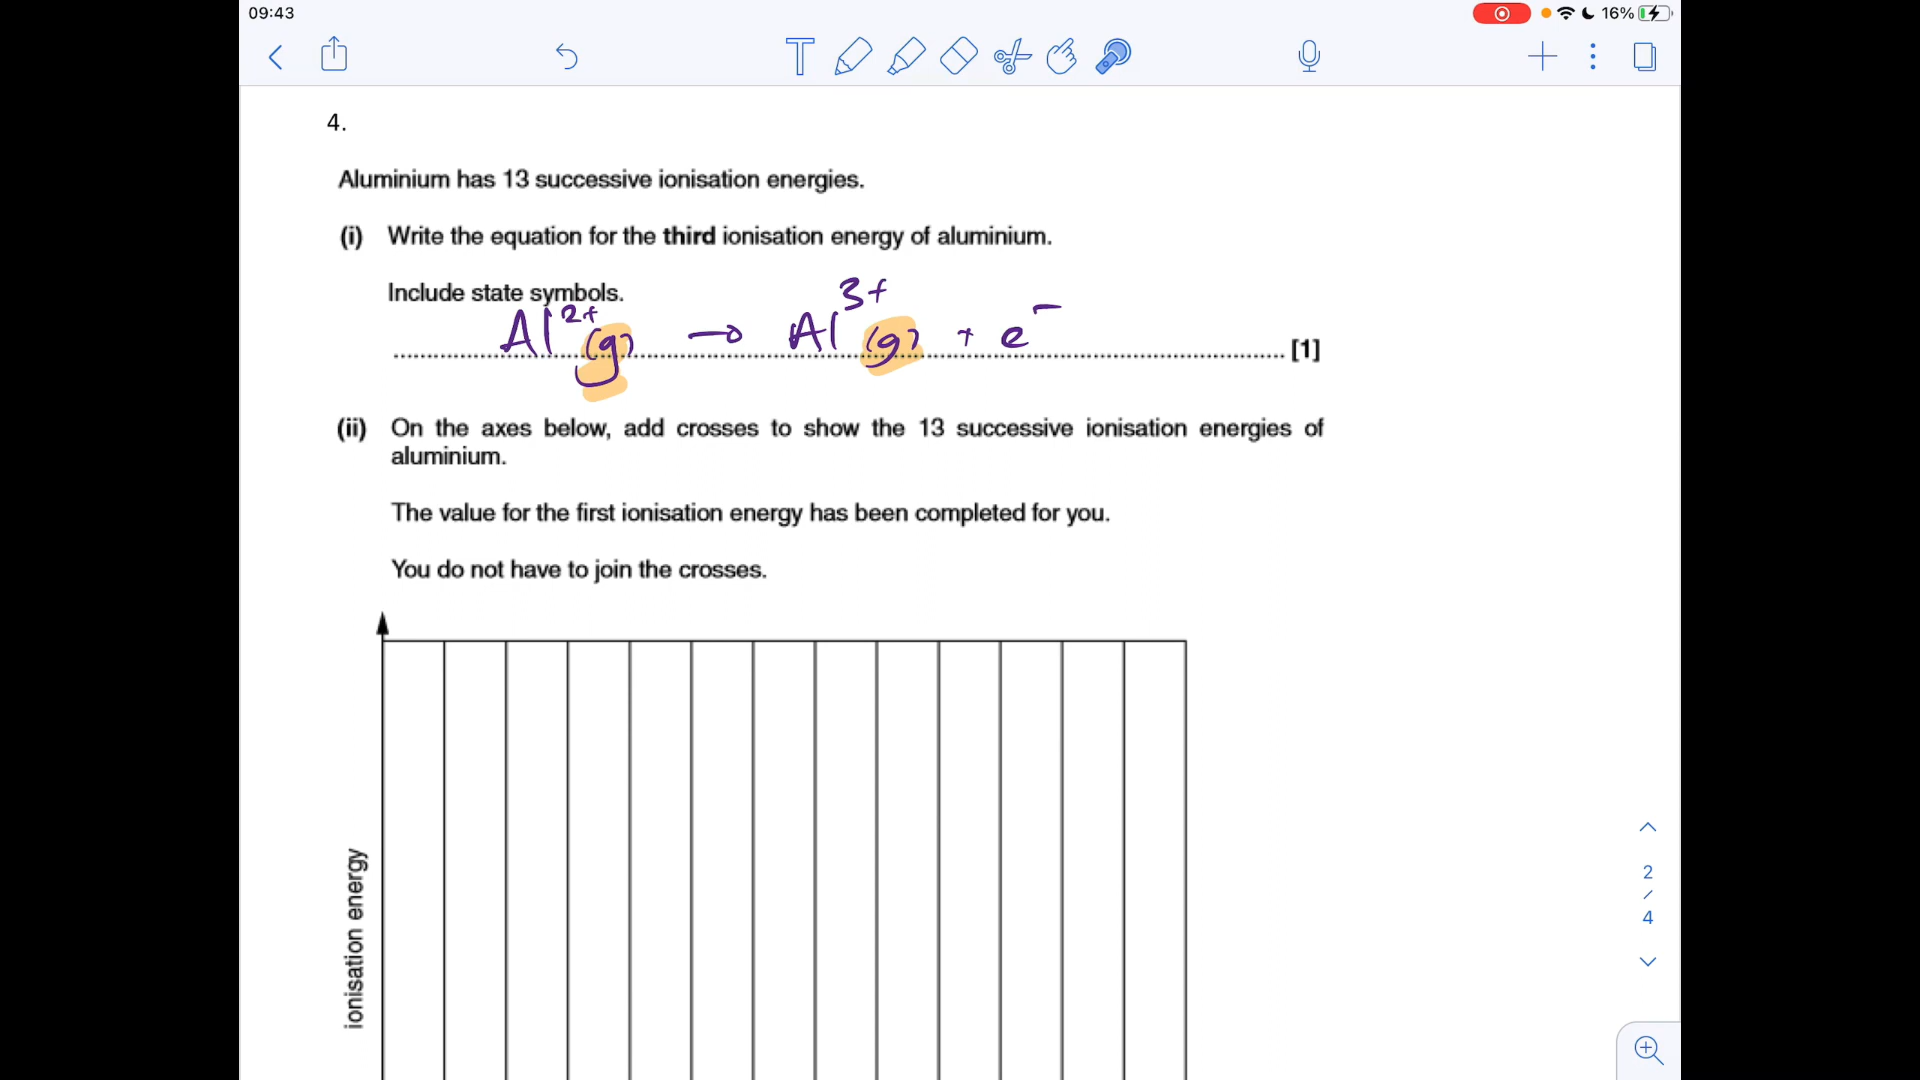 09:43
16%
T
4.
Aluminium has 13 successive ionisation energies.
(i) Write the equation for the third ionisation energy of aluminium.
Include state symbols.
Al²⁺(g) → Al³⁺(g) + e⁻
[1]
(ii) On the axes below, add crosses to show the 13 successive ionisation energies of
aluminium.
The value for the first ionisation energy has been completed for you.
You do not have to join the crosses.
ionisation energy
2
/
4